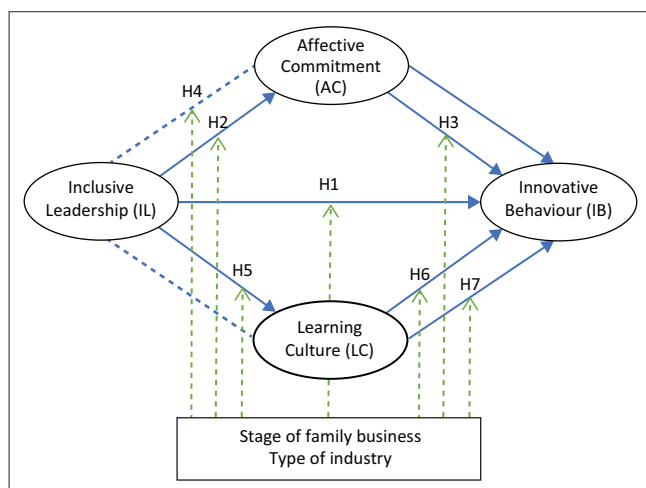 Affective
Commitment
(AC)
H4
H2
H3
Inclusive
Leadership (IL)
H1
Innovative
Behaviour (IB)
H5
H6
H7
Learning
Culture (LC)
Stage of family business
Type of industry